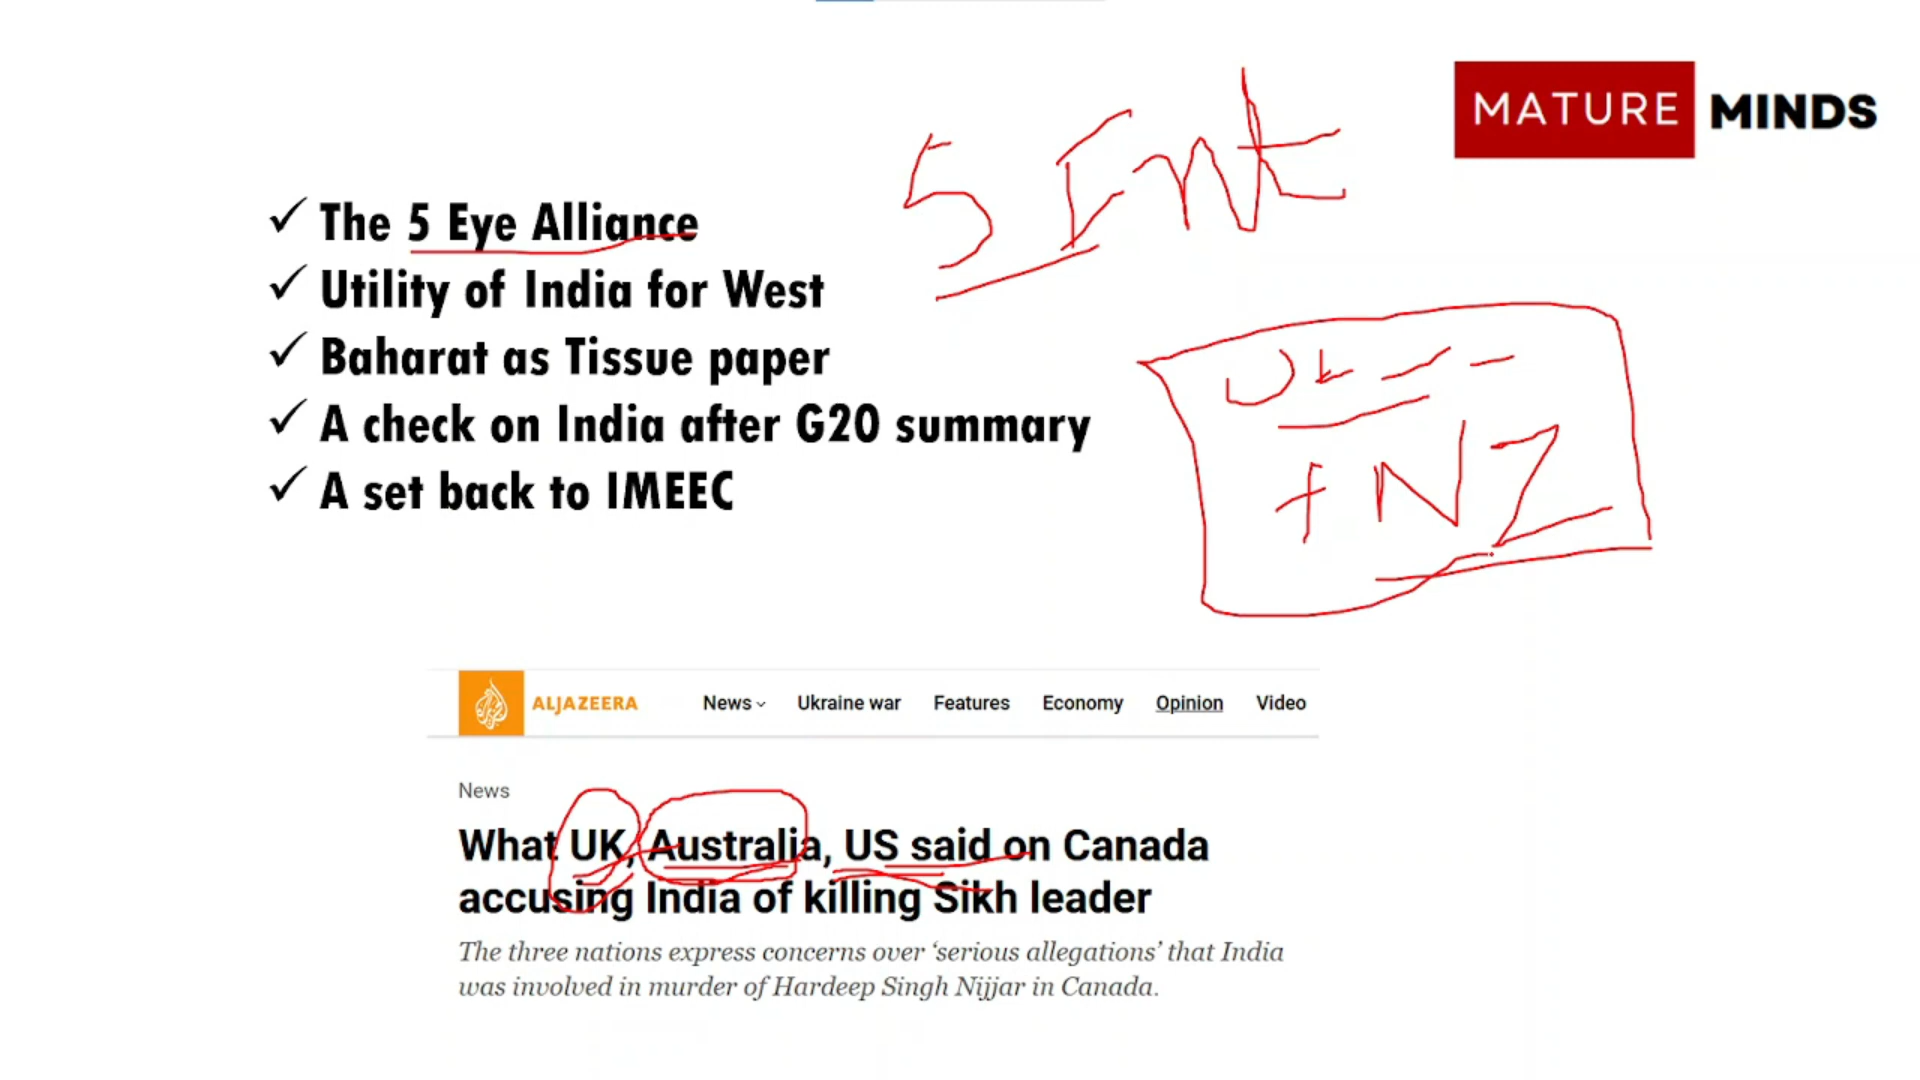 MATURE MINDS
5 Int
✓ The 5 Eye Alliance
✓ Utility of India for West
✓ Baharat as Tissue paper
✓ A check on India after G20 summary
✓ A set back to IMEEC
+ NZ
ALJAZEERA News Ukraine war Features Economy Opinion Video
News
What UK, Australia, US said on Canada
accusing India of killing Sikh leader
The three nations express concerns over ‘serious allegations’ that India
was involved in murder of Hardeep Singh Nijjar in Canada.